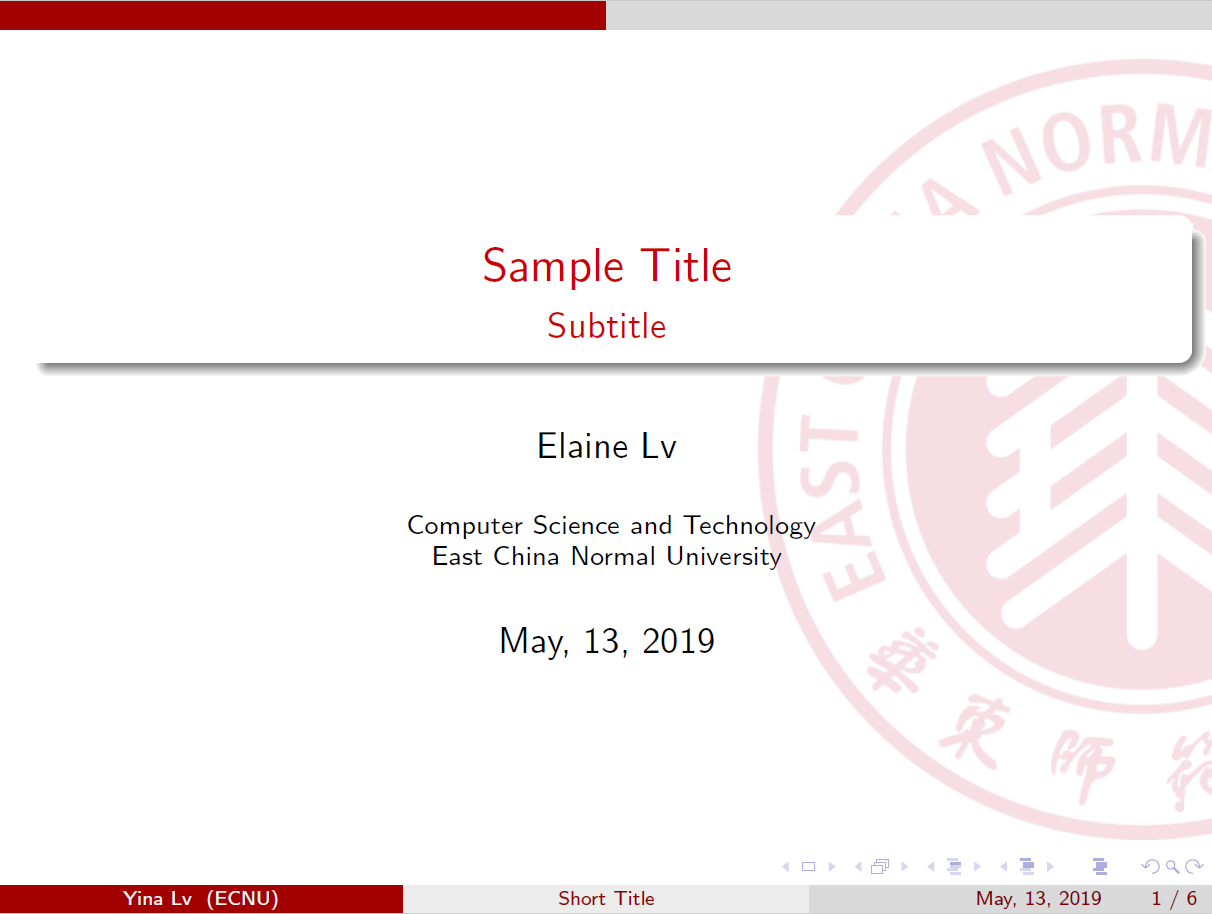 NORM
Sample Title
Subtitle
Elaine Lv
EAST
Computer Science and Technology
East China Normal University
May, 13, 2019
華東師範
Yina Lv (ECNU)
Short Title
May, 13, 2019
1 / 6